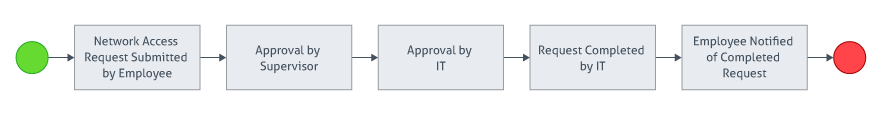 Network Access
Request Submitted
by Employee
Approval by
Supervisor
Approval by
IT
Request Completed
by IT
Employee Notified
of Completed
Request